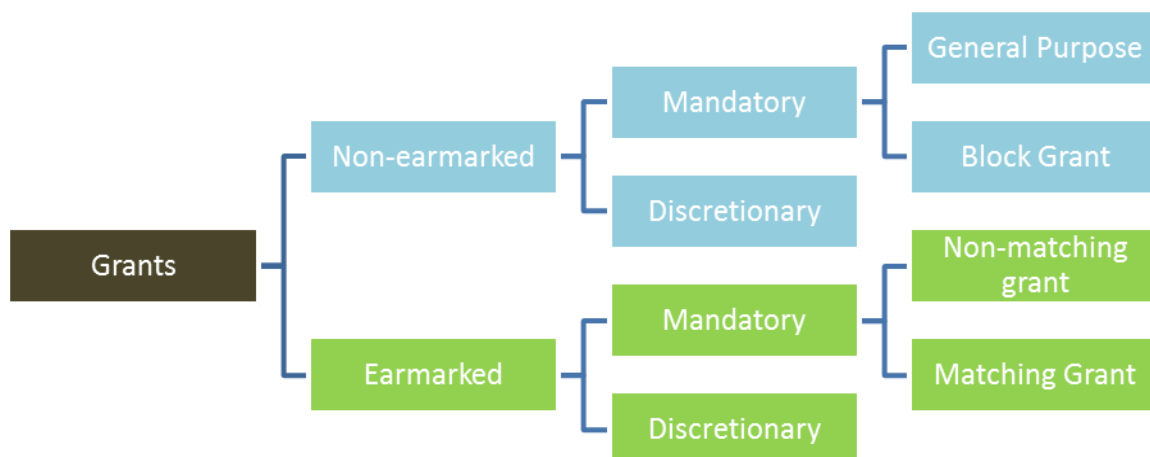 General Purpose
Mandatory
Non-earmarked
Block Grant
Discretionary
Grants
Non-matching
grant
Mandatory
Earmarked
Matching Grant
Discretionary